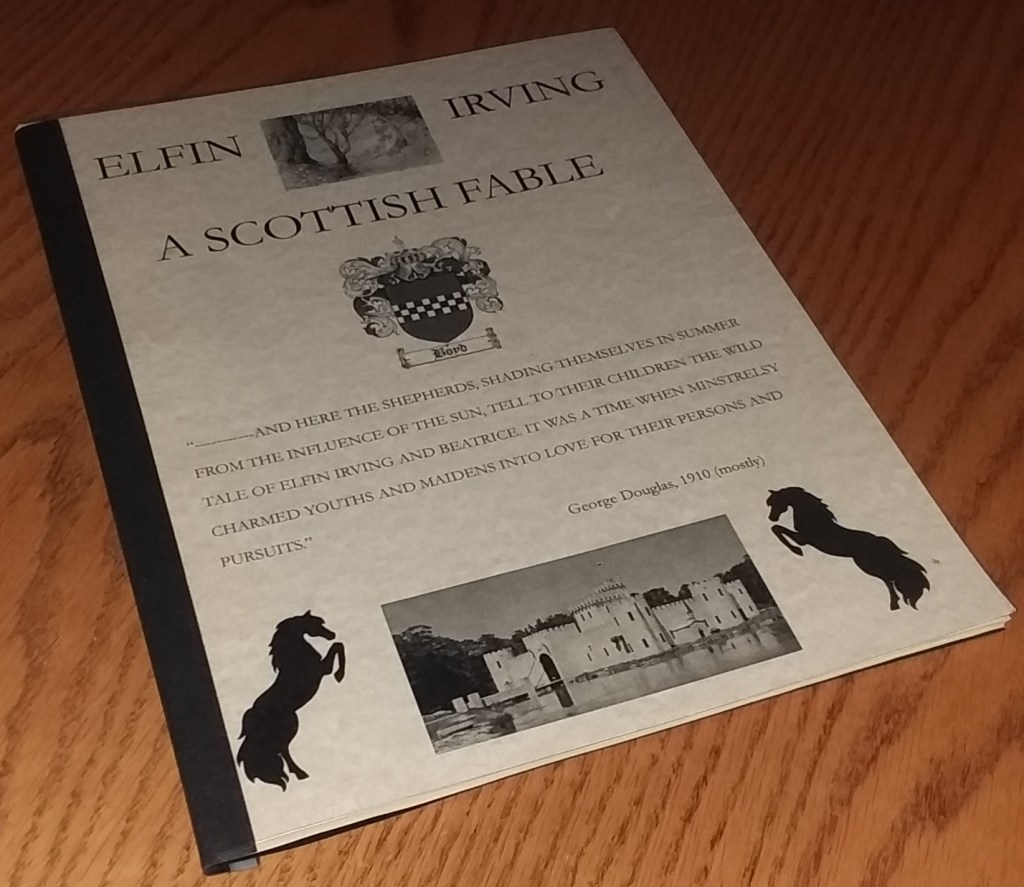 ELFIN IRVING
A SCOTTISH FABLE
Boyd
“_________AND HERE THE SHEPHERDS, SHADING THEMSELVES IN SUMMER
FROM THE INFLUENCE OF THE SUN, TELL TO THEIR CHILDREN THE WILD
TALE OF ELFIN IRVING AND BEATRICE. IT WAS A TIME WHEN MINSTRELSY
CHARMED YOUTHS AND MAIDENS INTO LOVE FOR THEIR PERSONS AND
PURSUITS.”
George Douglas, 1910 (mostly)